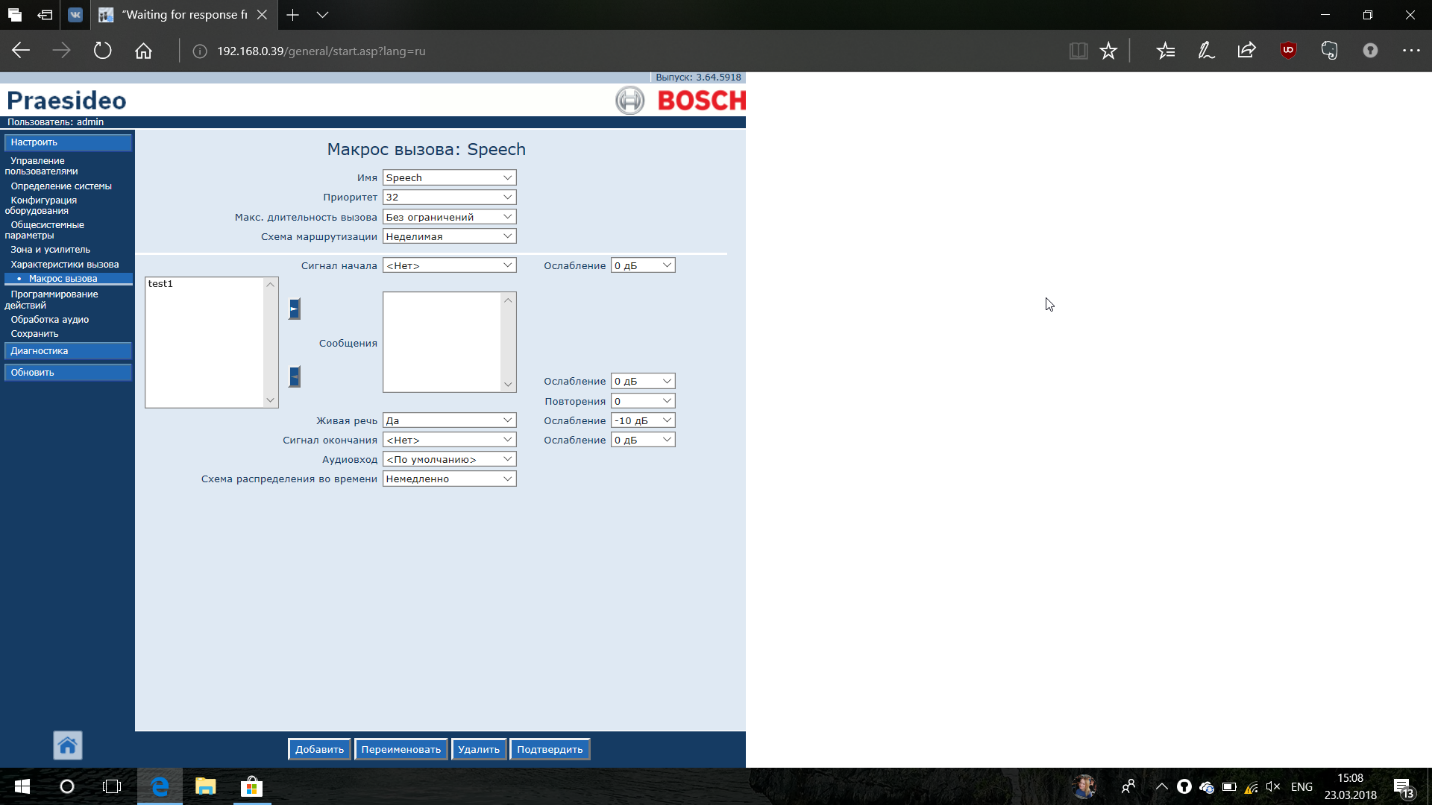 "Waiting for response fr
192.168.0.39/general/start.asp?lang=ru
Выпуск: 3.64.5918
Praesideo
BOSCH
Пользователь: admin
Настроить
Управление
пользователями
Определение системы
Конфигурация
оборудования
Общесистемные
параметры
Зона и усилитель
Характеристики вызова
• Макрос вызова
Программирование
действий
Обработка аудио
Сохранить
Диагностика
Обновить
Макрос вызова: Speech
Имя Speech
Приоритет 32
Макс. длительность вызова Без ограничений
Схема маршрутизации Неделимая
Сигнал начала <Нет> Ослабление 0 дБ
test1
Сообщения
Ослабление 0 дБ
Повторения 0
Живая речь Да Ослабление -10 дБ
Сигнал окончания <Нет> Ослабление 0 дБ
Аудиовход <По умолчанию>
Схема распределения во времени Немедленно
Добавить Переименовать Удалить Подтвердить
ENG
15:08
23.03.2018
13